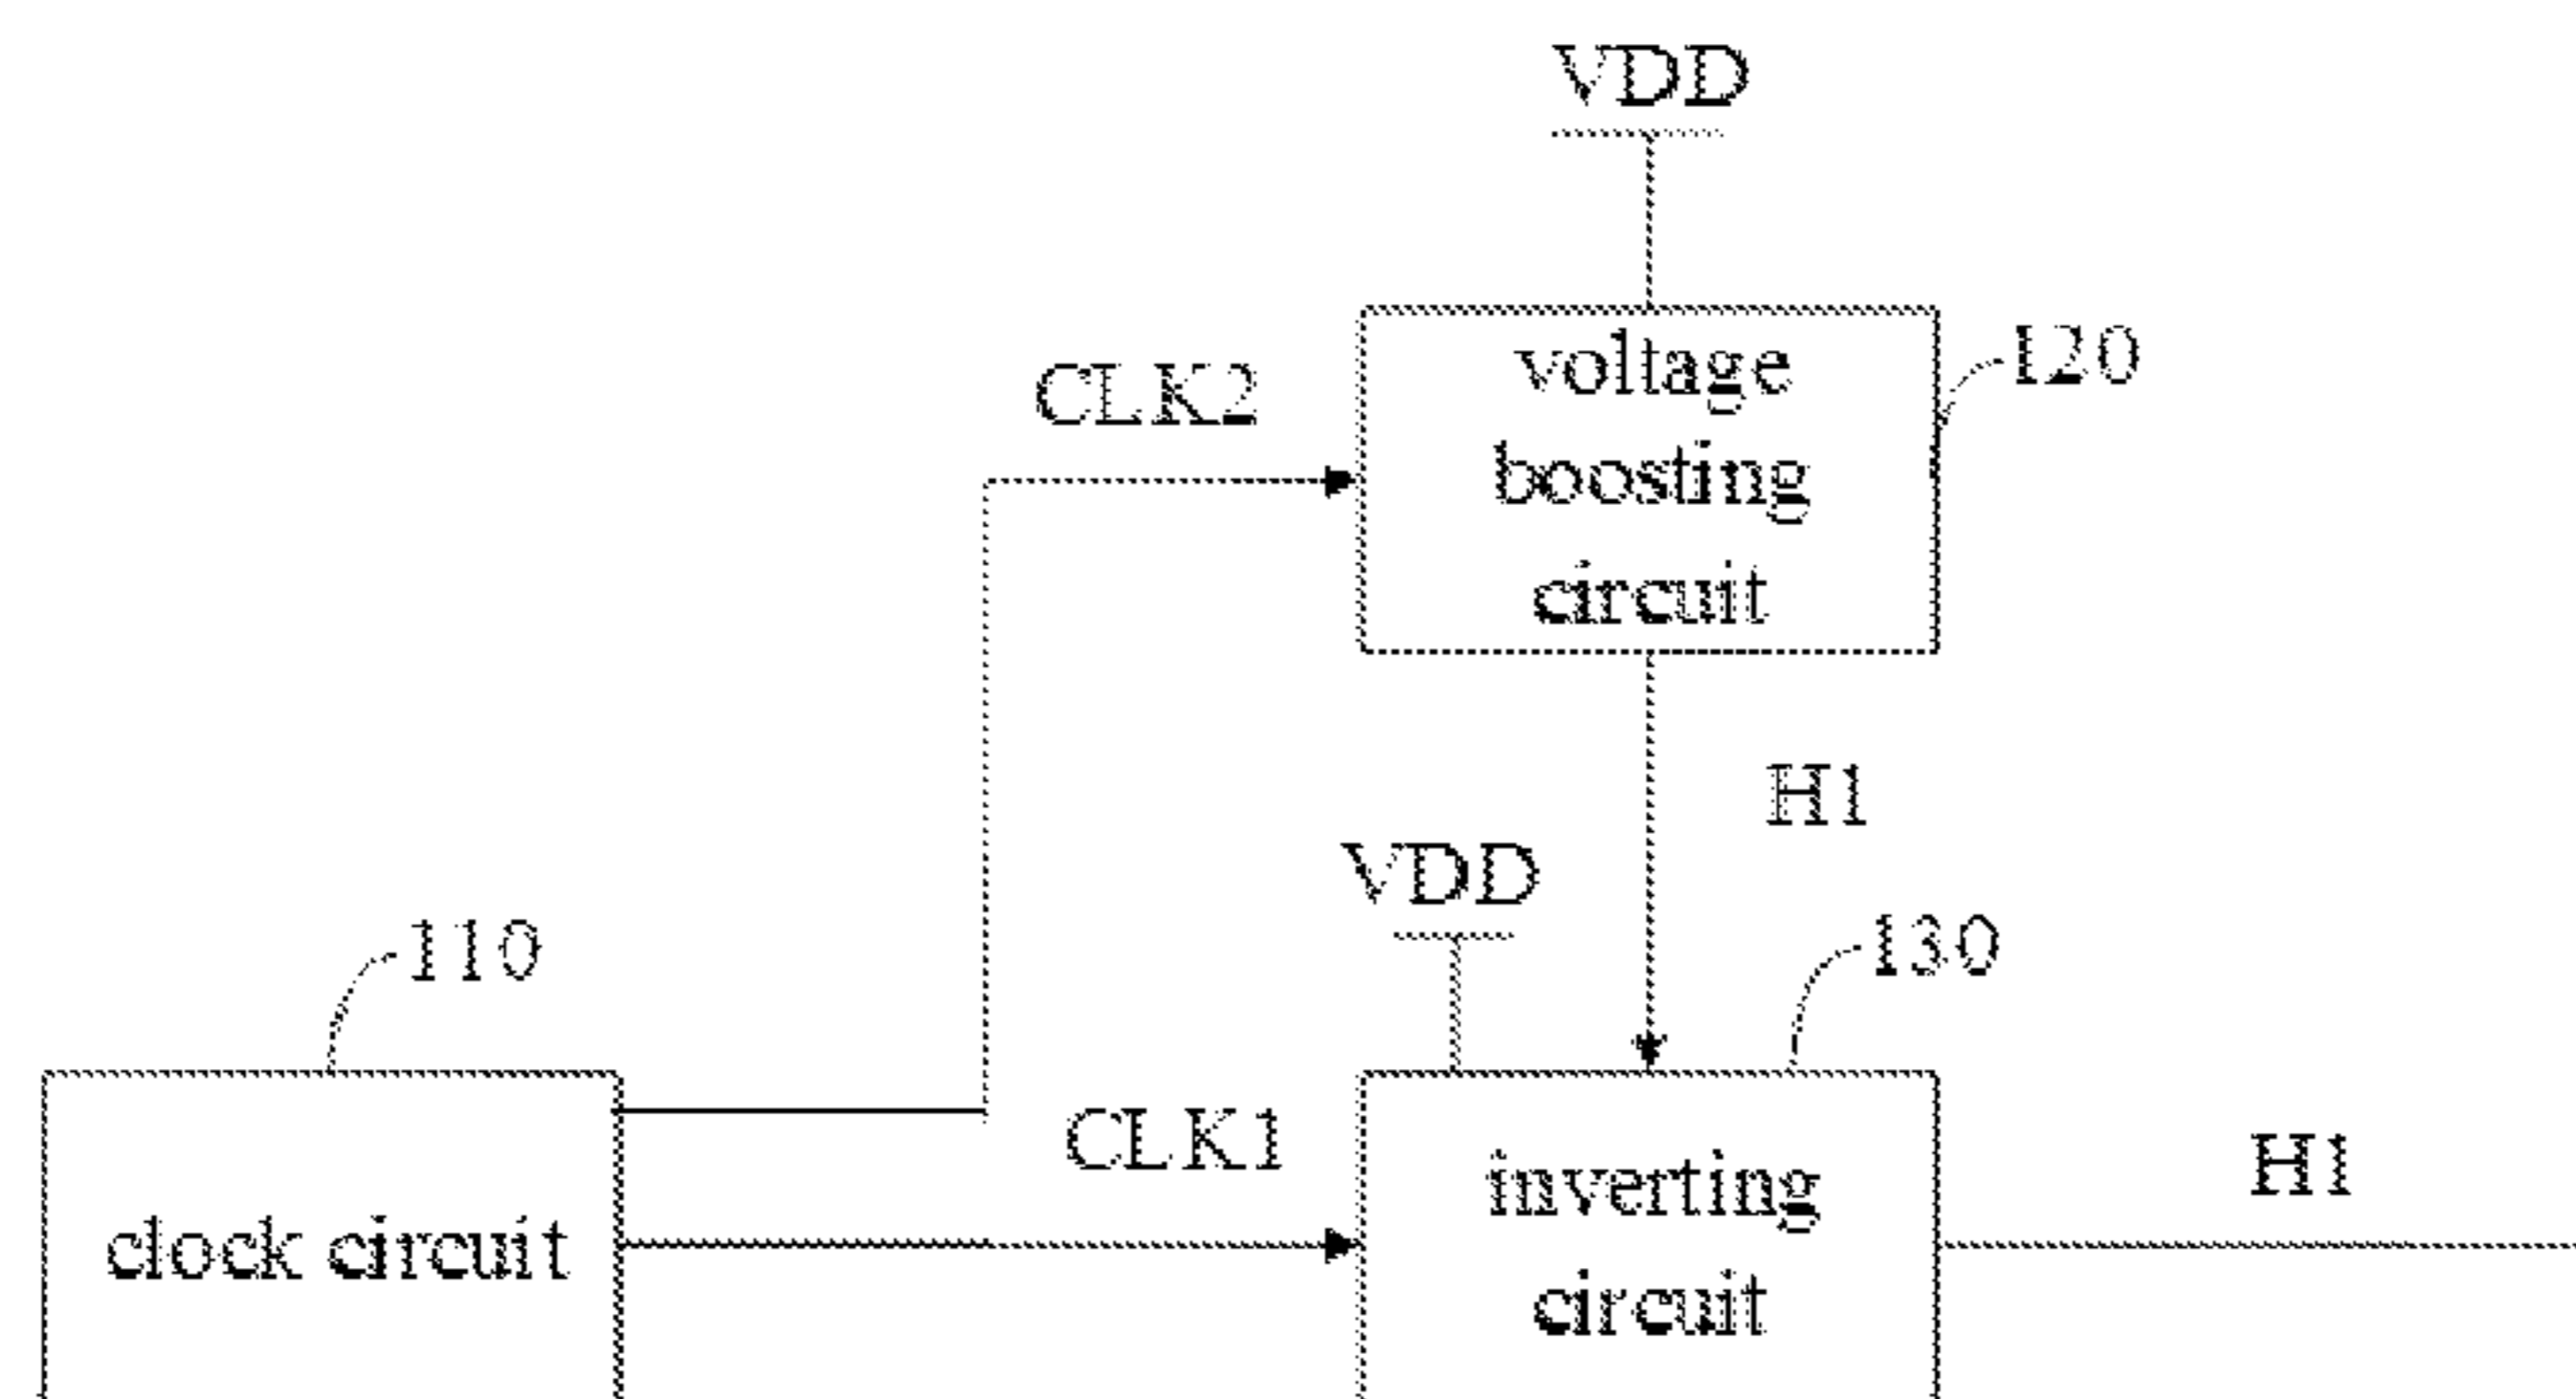 VDD
120
voltage
boosting
circuit
CLK2
H1
VDD
110
130
CLK1
inverting
circuit
H1
clock circuit